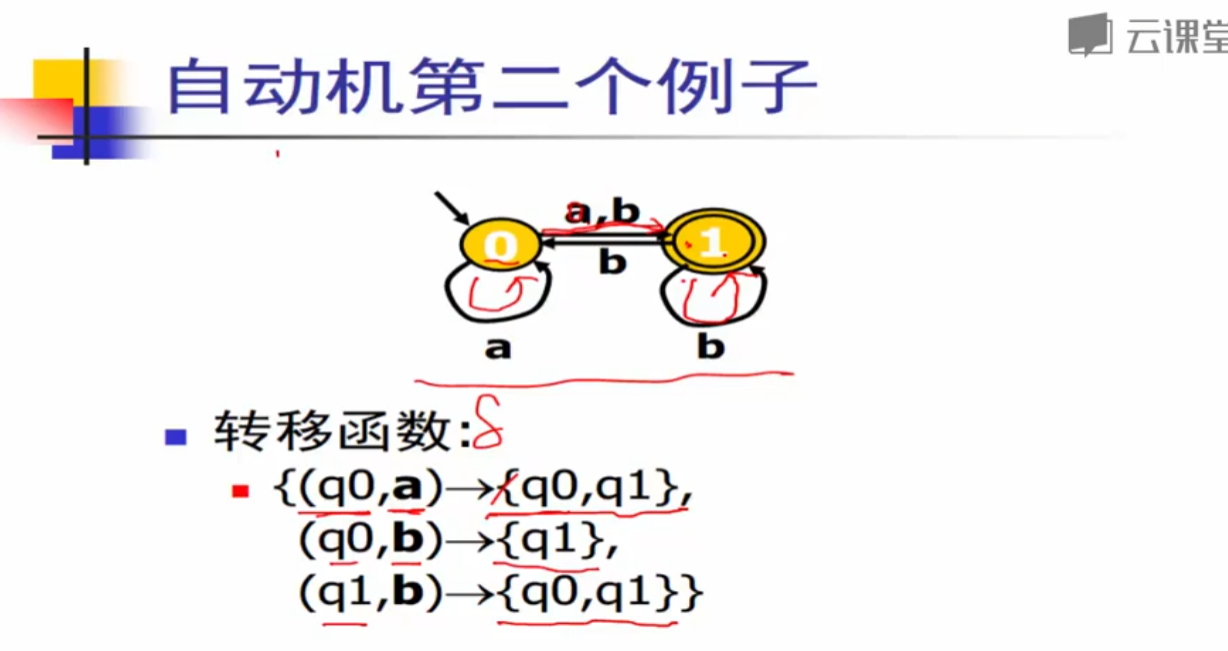 云课堂
自动机第二个例子
a,b
0 1
b
a b
转移函数:δ
{(q0,a)→{q0,q1},
(q0,b)→{q1},
(q1,b)→{q0,q1}}